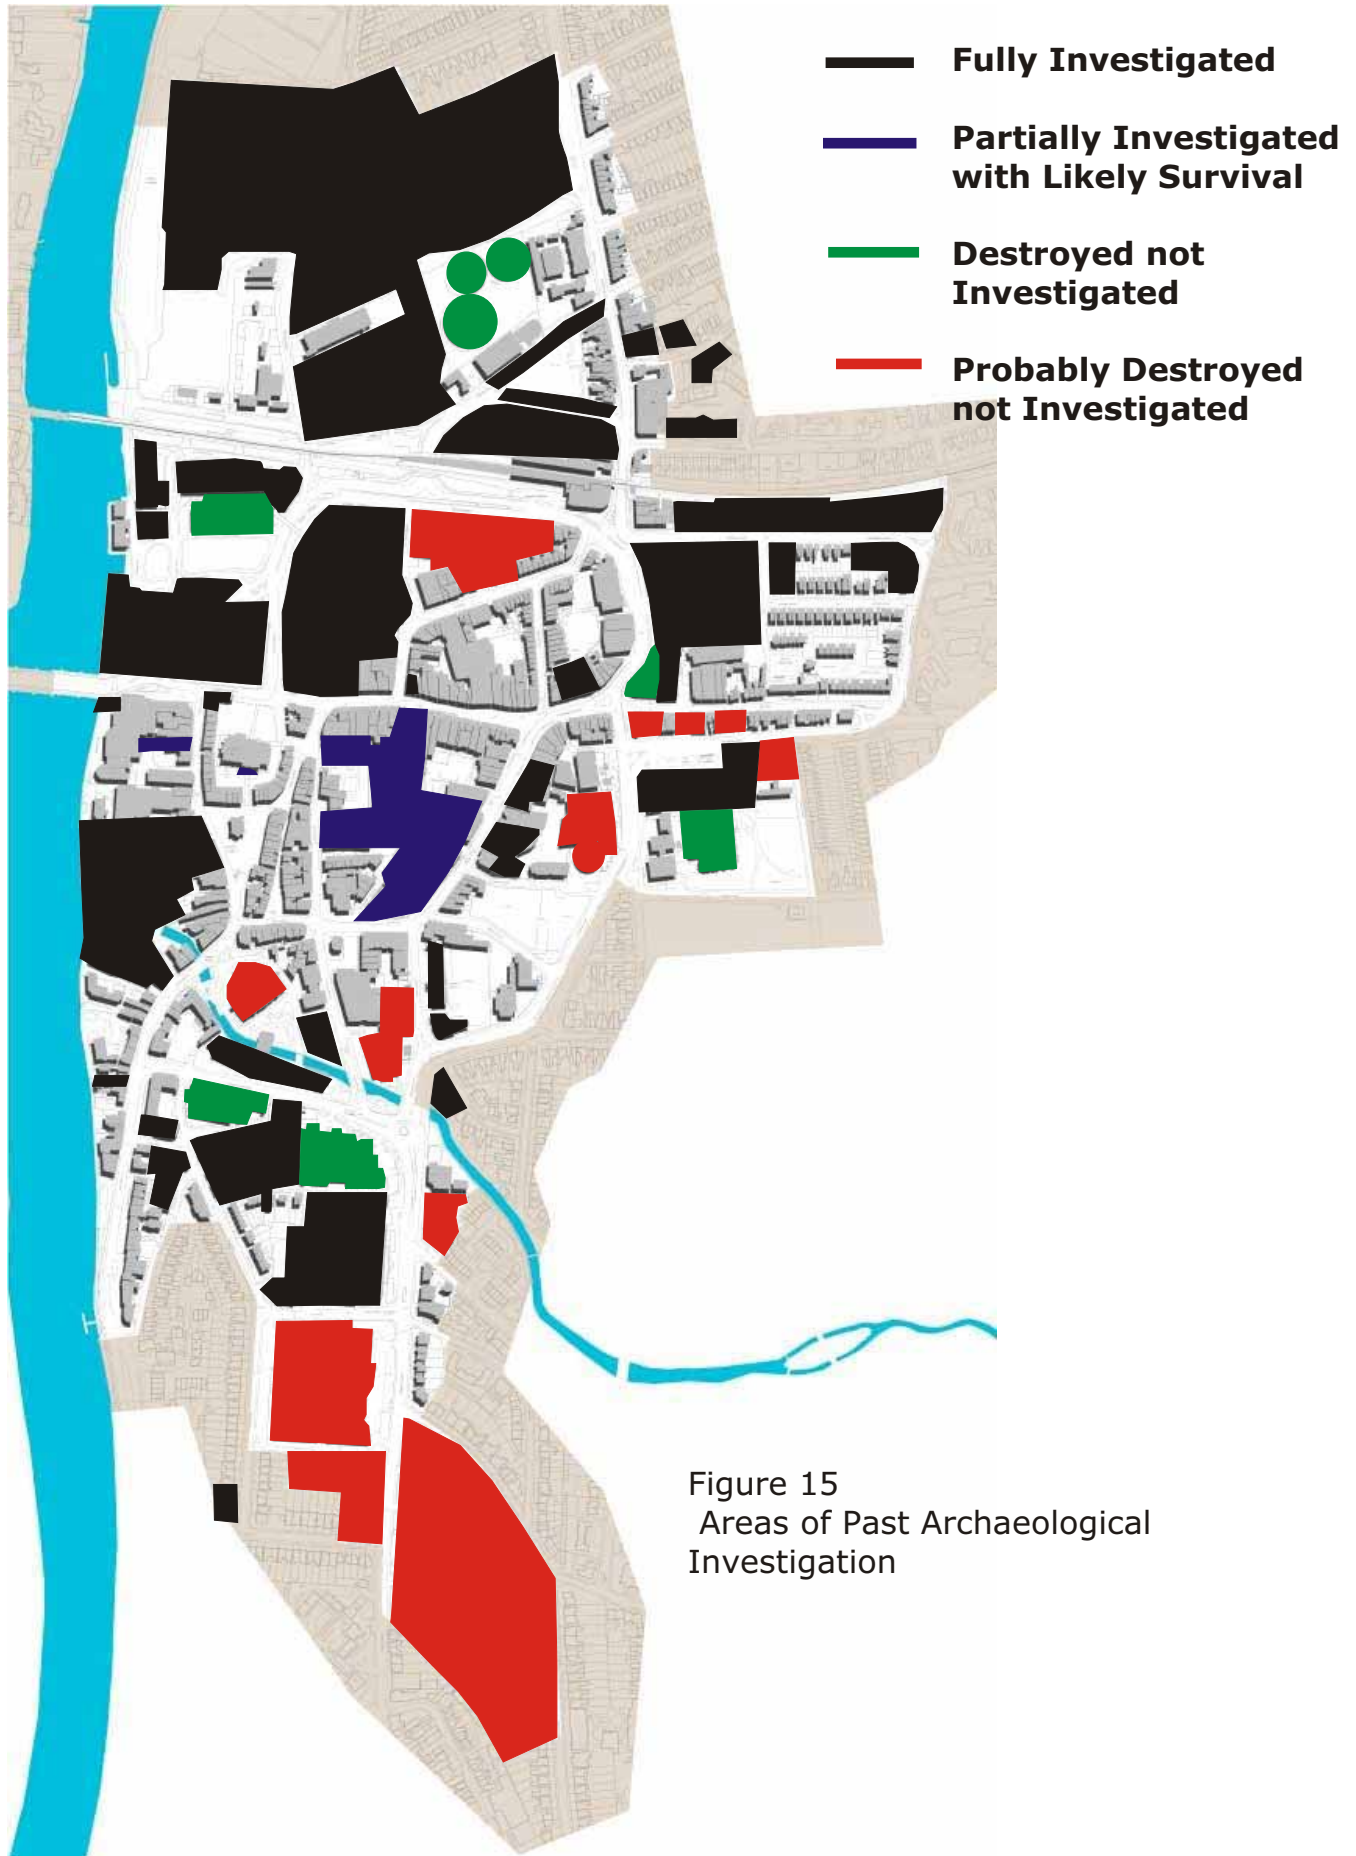 Fully Investigated
Partially Investigated
with Likely Survival
Destroyed not
Investigated
Probably Destroyed
not Investigated
Figure 15
Areas of Past Archaeological
Investigation